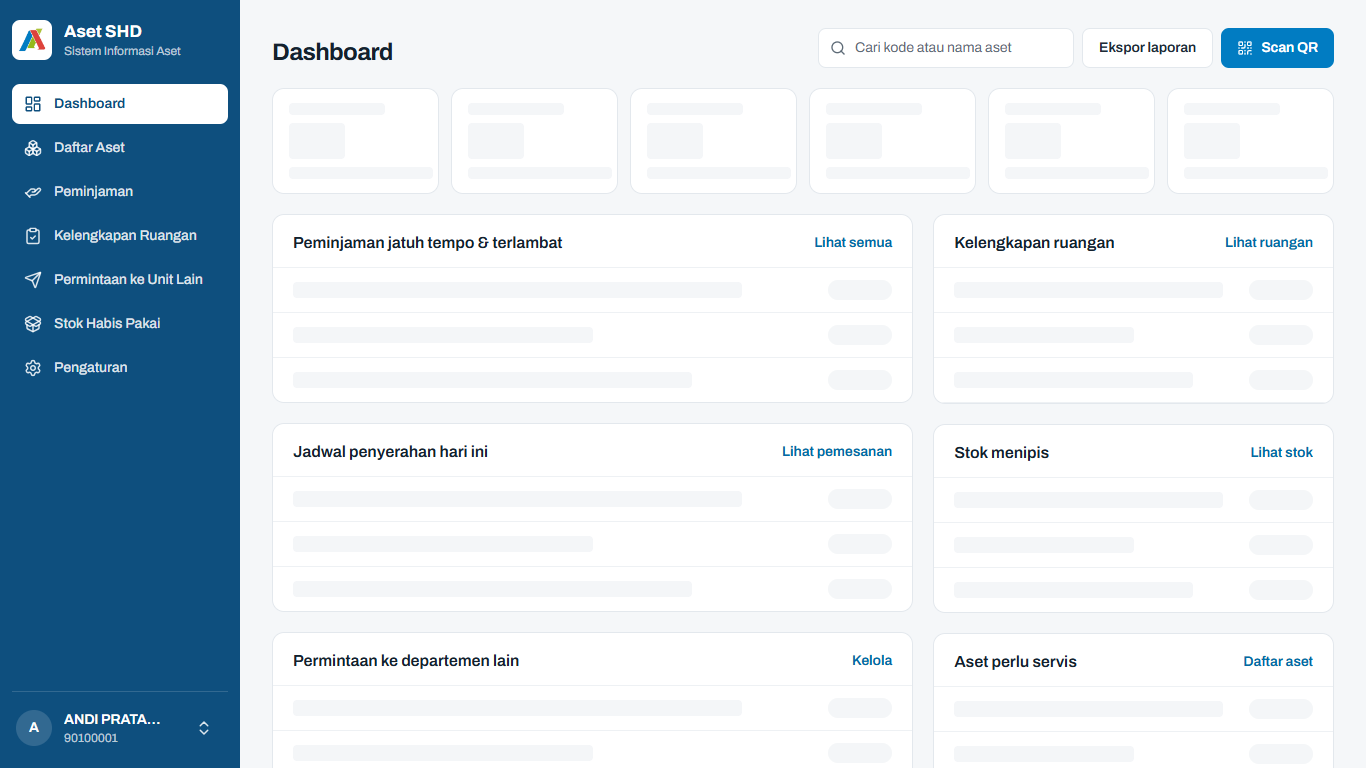 Aset SHD
Sistem Informasi Aset
Dashboard
Daftar Aset
Peminjaman
Kelengkapan Ruangan
Permintaan ke Unit Lain
Stok Habis Pakai
Pengaturan
A
ANDI PRATA...
90100001
Dashboard
Cari kode atau nama aset
Ekspor laporan
Scan QR
Peminjaman jatuh tempo & terlambat
Lihat semua
Kelengkapan ruangan
Lihat ruangan
Jadwal penyerahan hari ini
Lihat pemesanan
Stok menipis
Lihat stok
Permintaan ke departemen lain
Kelola
Aset perlu servis
Daftar aset